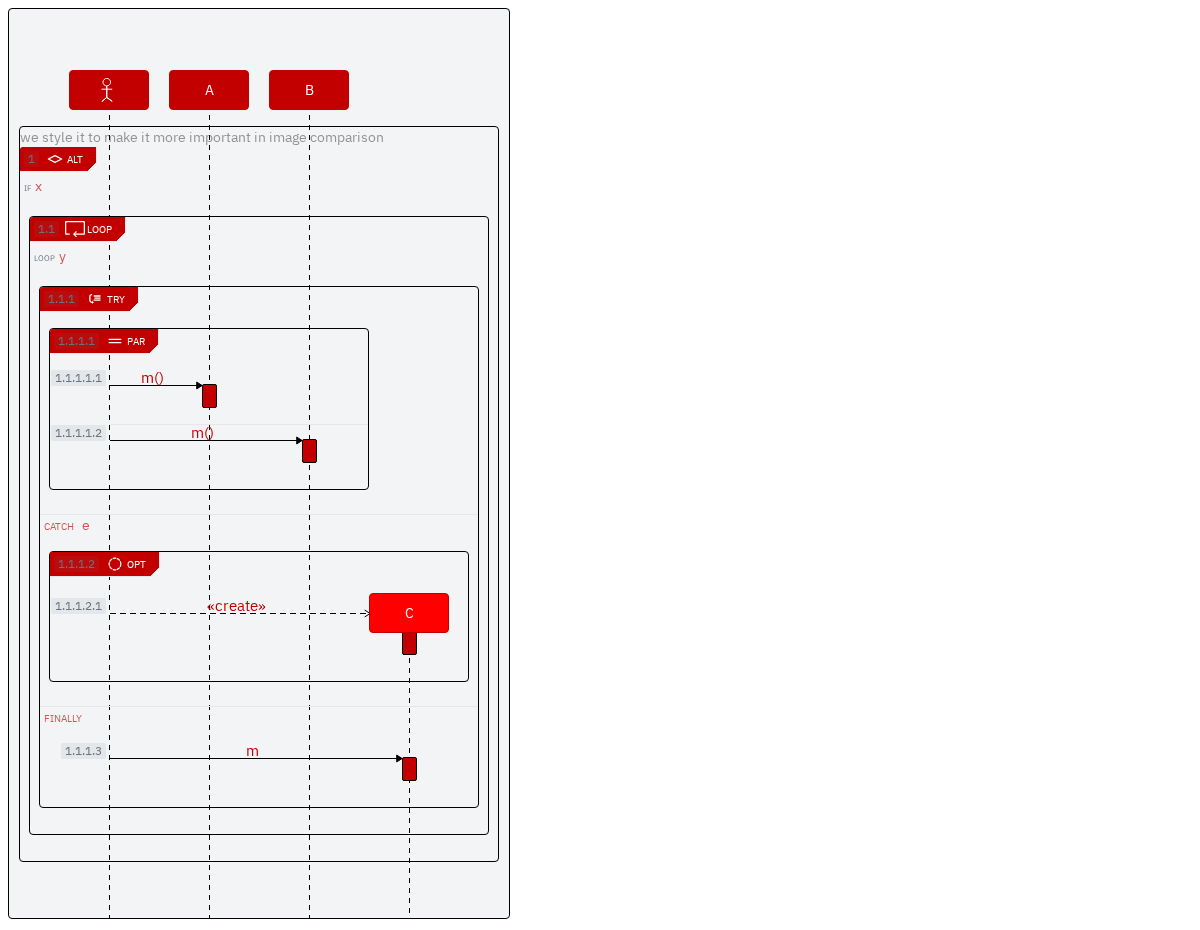 A B
we style it to make it more important in image comparison
1 ALT
IF x
1.1 LOOP
LOOP y
1.1.1 TRY
1.1.1.1 PAR
1.1.1.1.1 m()
1.1.1.1.2 m()
CATCH e
1.1.1.2 OPT
1.1.1.2.1 «create» C
FINALLY
1.1.1.3 m